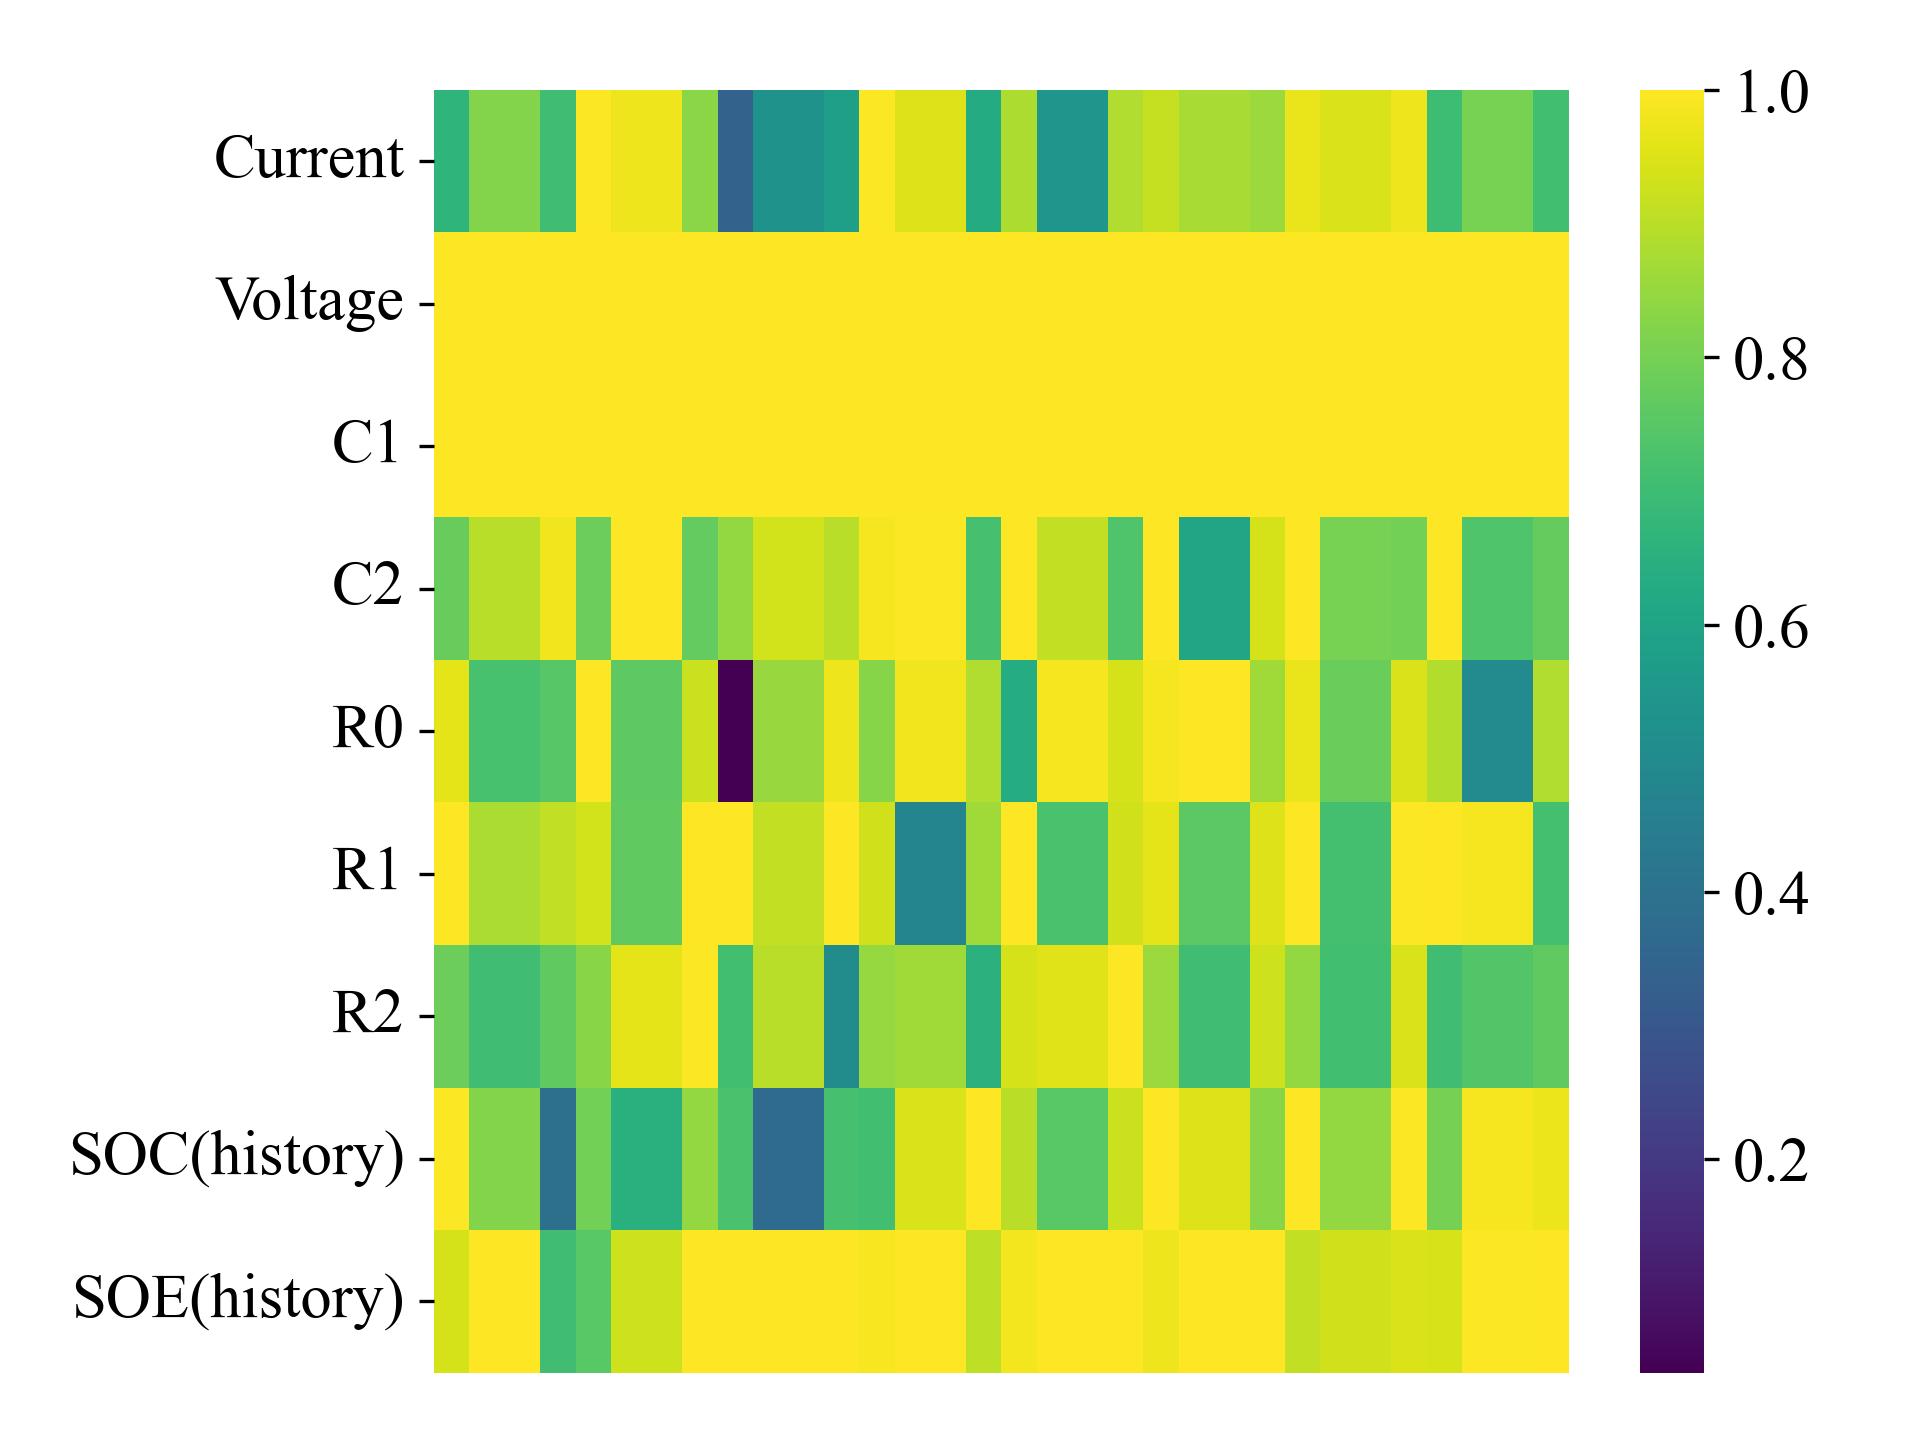 Current
Voltage
C1
C2
R0
R1
R2
SOC(history)
SOE(history)
1.0
0.8
0.6
0.4
0.2